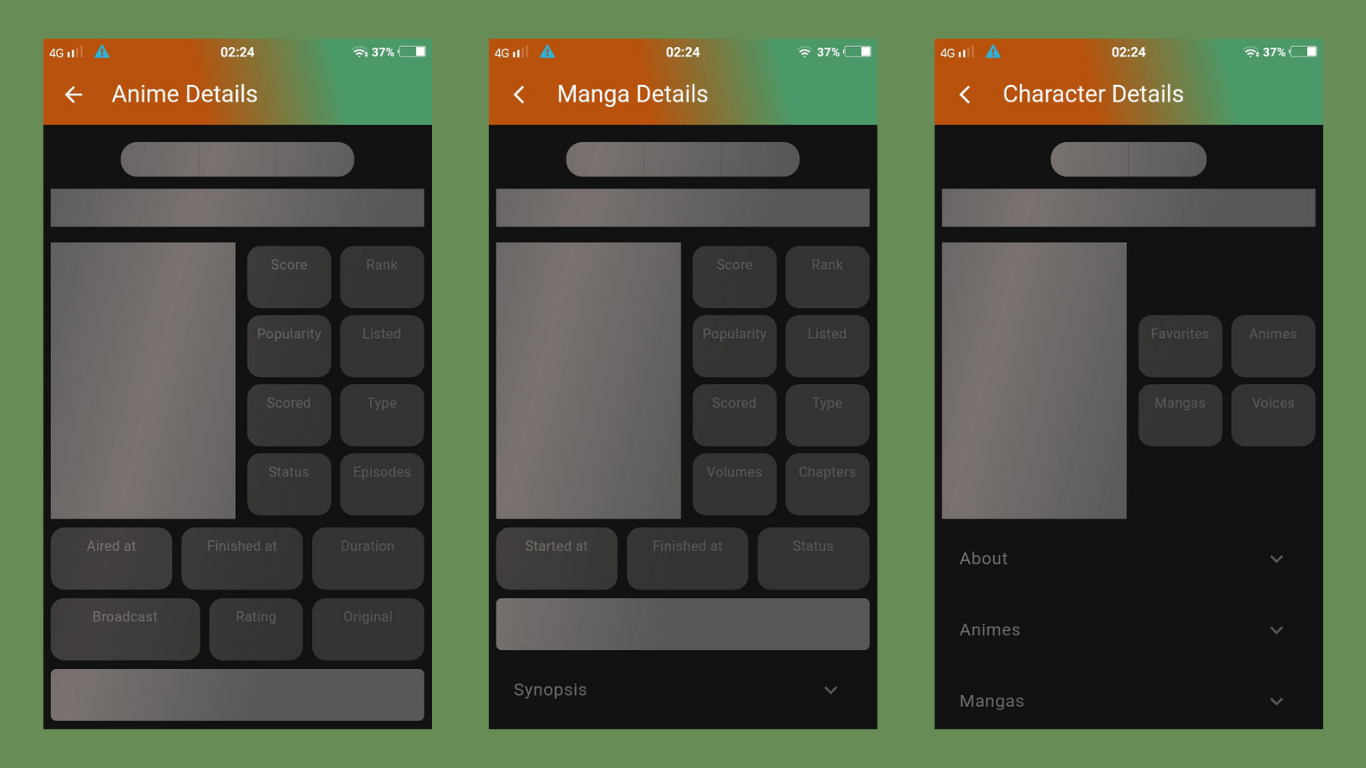 4G 02:24 37%
Anime Details
Score Rank
Popularity Listed
Scored Type
Status Episodes
Aired at Finished at Duration
Broadcast Rating Original
4G 02:24 37%
Manga Details
Score Rank
Popularity Listed
Scored Type
Volumes Chapters
Started at Finished at Status
Synopsis
4G 02:24 37%
Character Details
Favorites Animes
Mangas Voices
About
Animes
Mangas